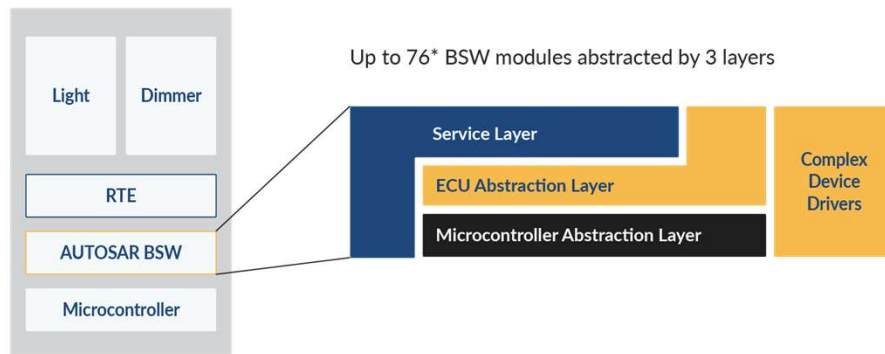 Up to 76* BSW modules abstracted by 3 layers
Light
Dimmer
RTE
AUTOSAR BSW
Microcontroller
Service Layer
ECU Abstraction Layer
Microcontroller Abstraction Layer
Complex
Device
Drivers